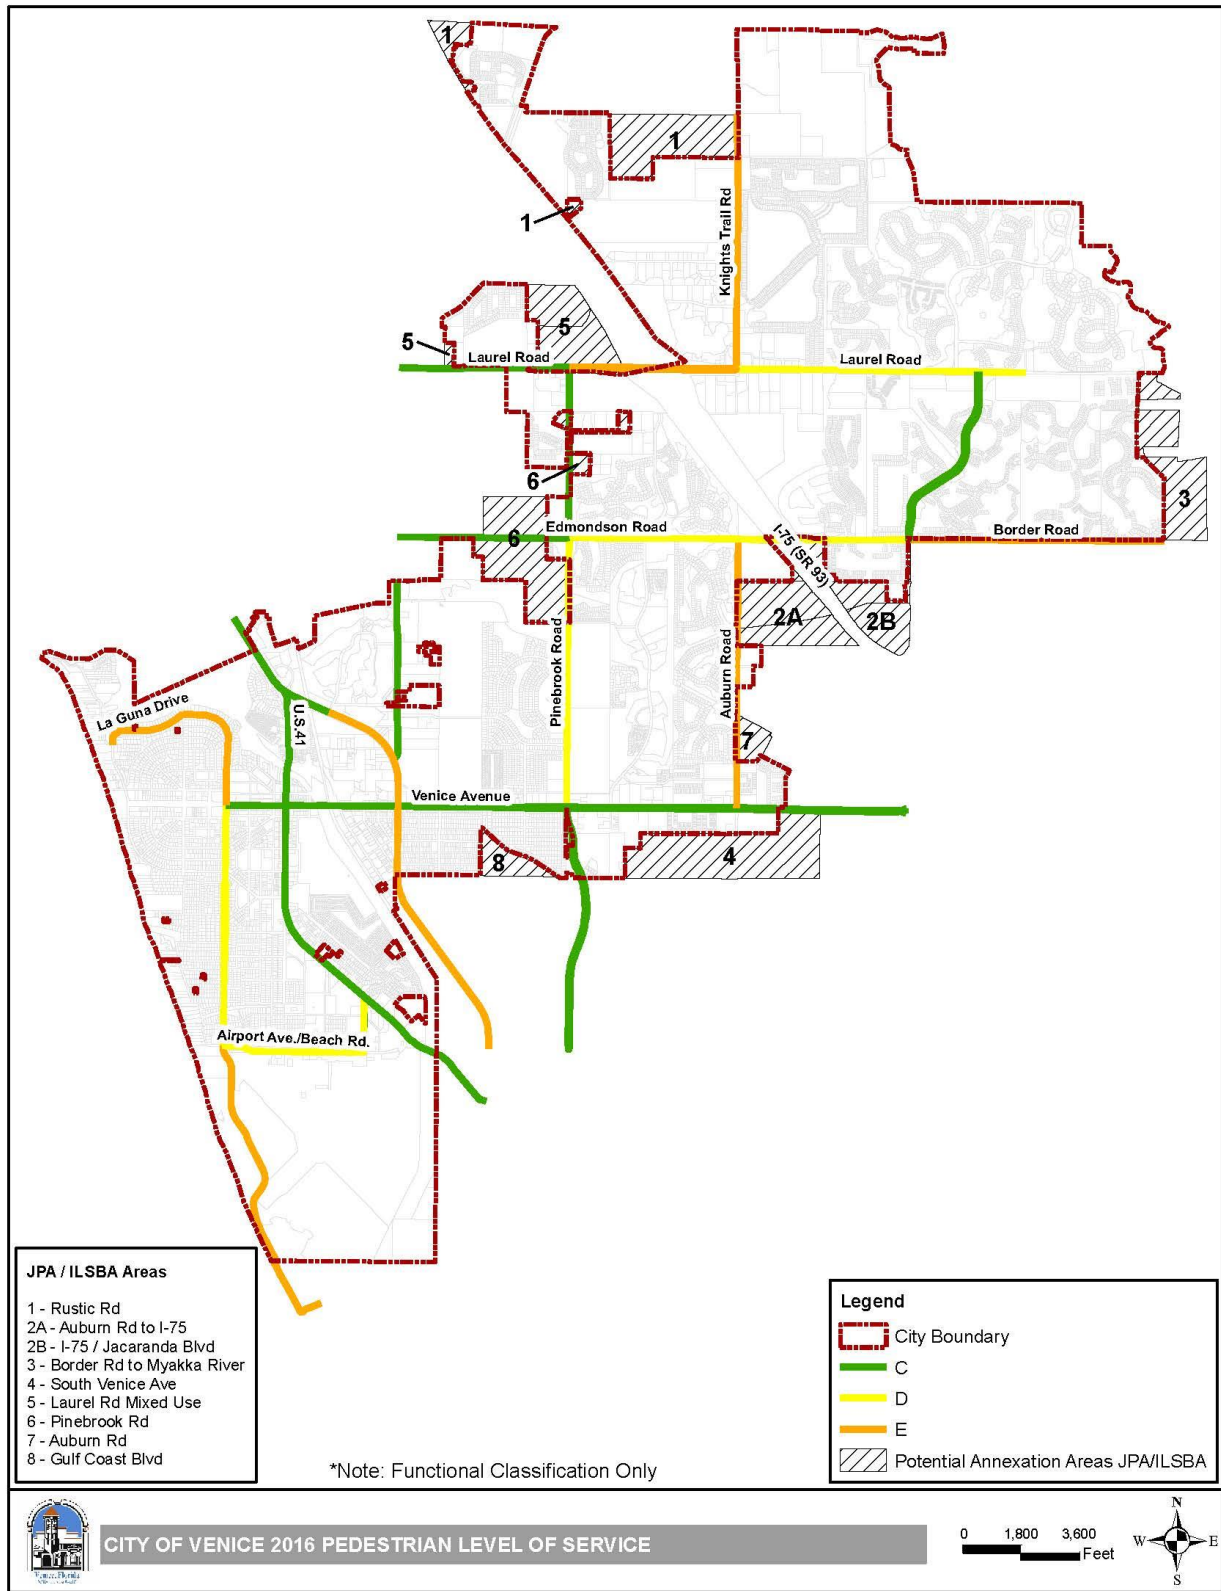 1
1
1
Knights Trail Rd
5
5
Laurel Road
Laurel Road
6
3
Edmondson Road
I-75 (SR 93)
Border Road
6
2A
2B
La Guna Drive
U.S.41
Pinebrook Road
Auburn Road
7
Venice Avenue
8
4
Airport Ave./Beach Rd.
JPA / ILSBA Areas
1 - Rustic Rd
2A - Auburn Rd to I-75
2B - I-75 / Jacaranda Blvd
3 - Border Rd to Myakka River
4 - South Venice Ave
5 - Laurel Rd Mixed Use
6 - Pinebrook Rd
7 - Auburn Rd
8 - Gulf Coast Blvd
*Note: Functional Classification Only
Legend
City Boundary
C
D
E
Potential Annexation Areas JPA/ILSBA
Venice, Florida
CITY OF VENICE 2016 PEDESTRIAN LEVEL OF SERVICE
0 1,800 3,600
Feet
N
W E
S